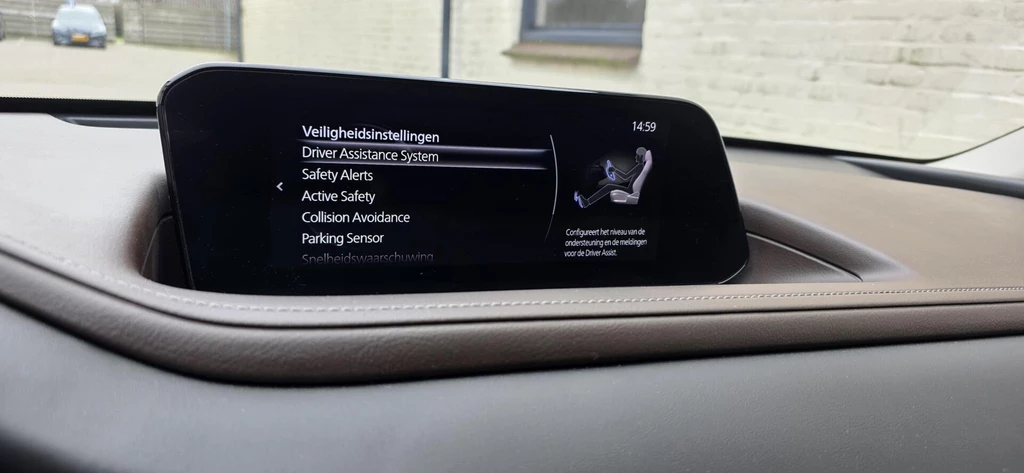 14:59
Veiligheidsinstellingen
Driver Assistance System
Safety Alerts
Active Safety
Collision Avoidance
Parking Sensor
Snelheidswaarschuwing
Configureert het niveau van de
ondersteuning en de meldingen
voor de Driver Assist.